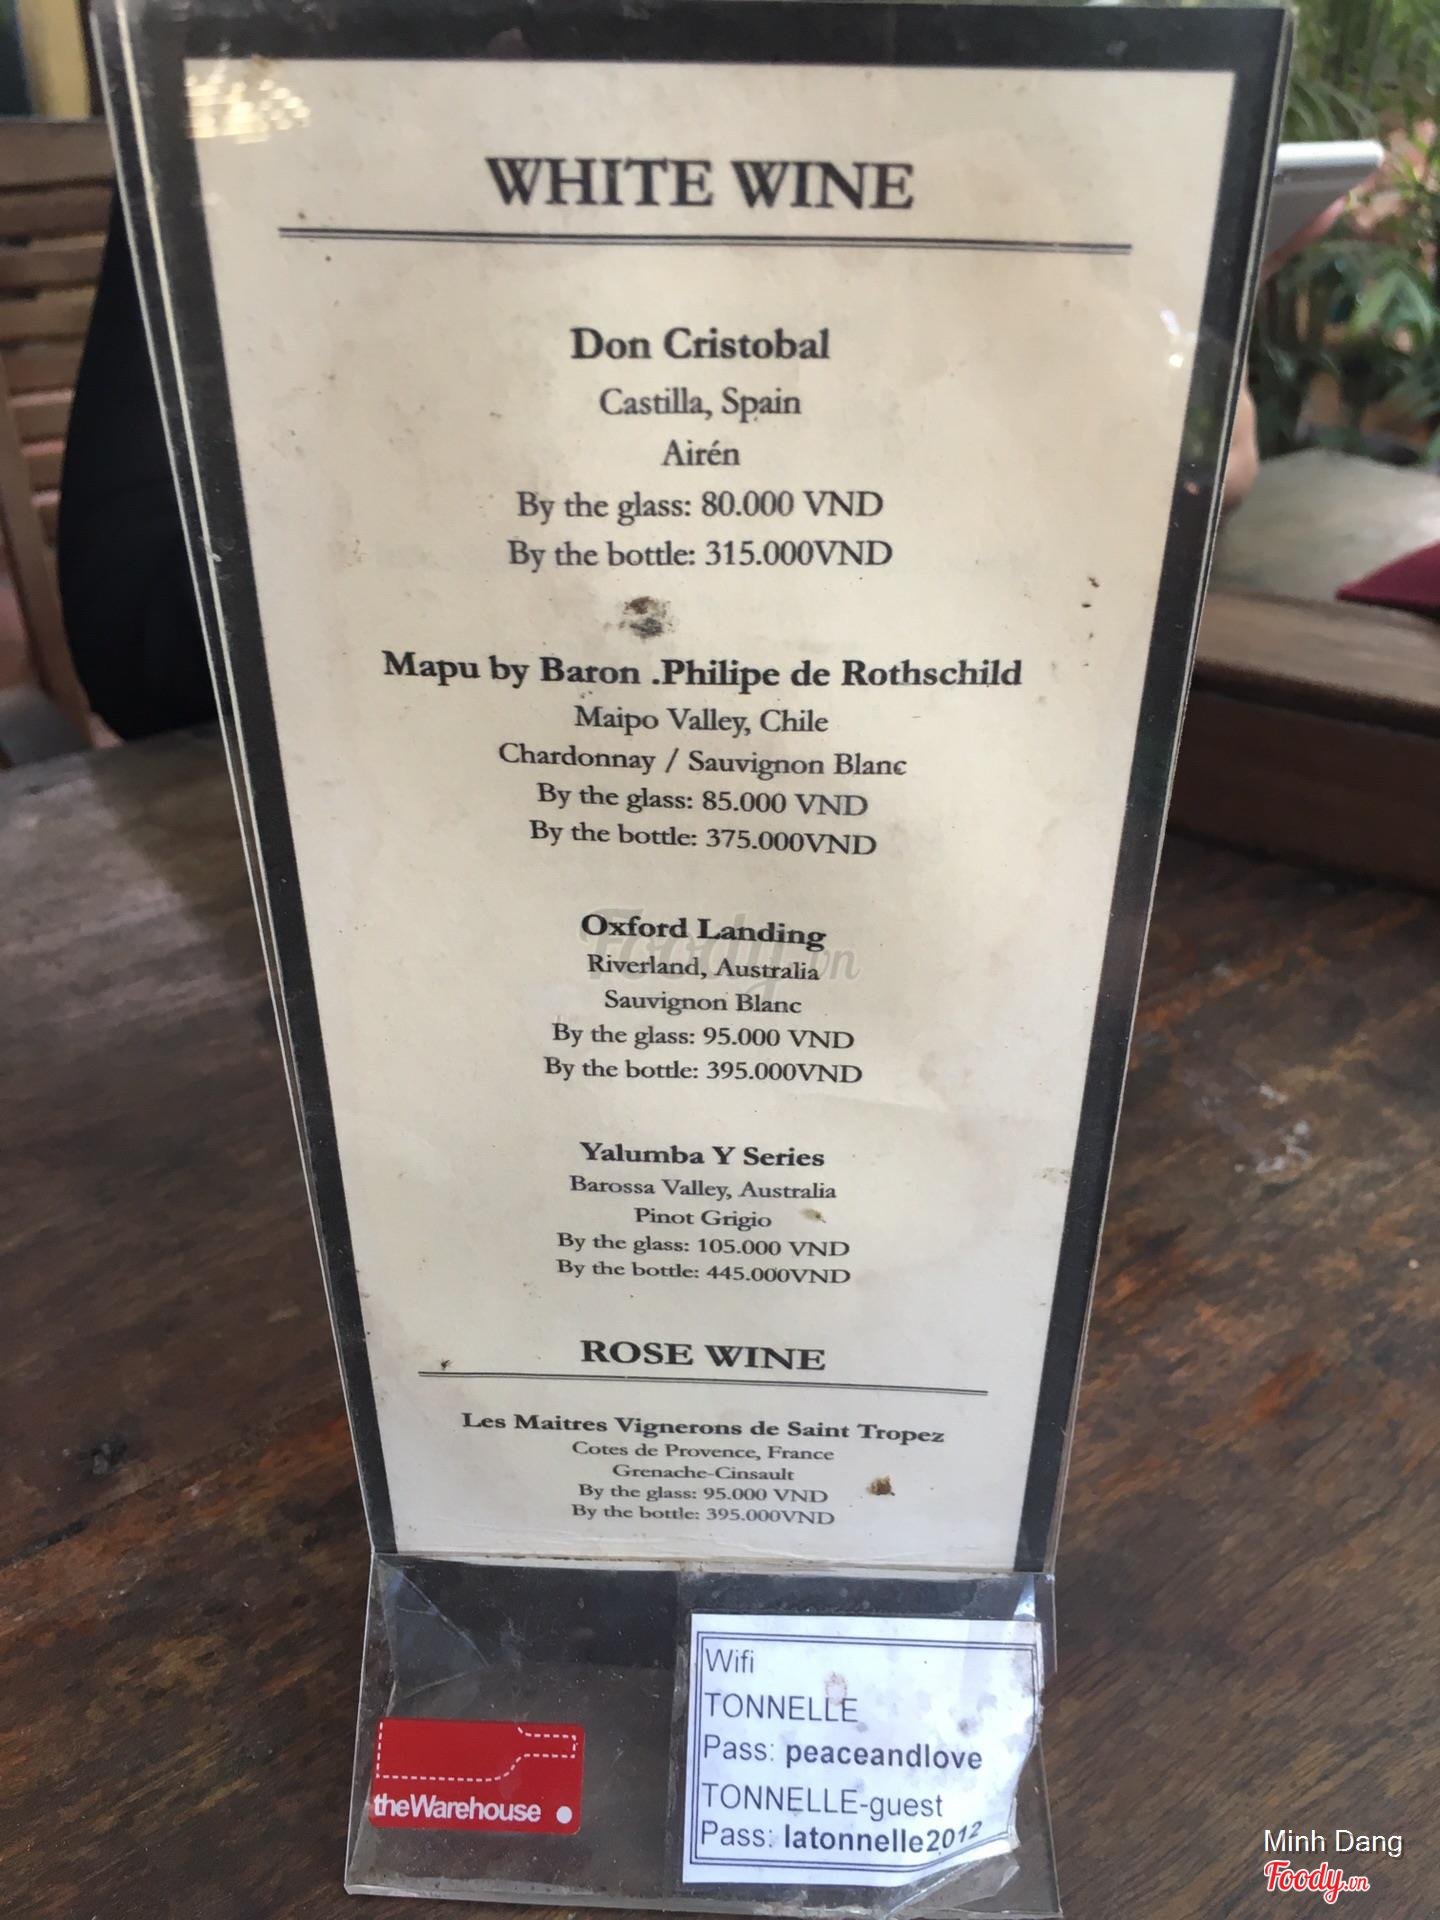 WHITE WINE
Don Cristobal
Castilla, Spain
Airén
By the glass: 80.000 VND
By the bottle: 315.000VND
Mapu by Baron .Philipe de Rothschild
Maipo Valley, Chile
Chardonnay / Sauvignon Blanc
By the glass: 85.000 VND
By the bottle: 375.000VND
Oxford Landing
Foody.vn
Riverland, Australia
Sauvignon Blanc
By the glass: 95.000 VND
By the bottle: 395.000VND
Yalumba Y Series
Barossa Valley, Australia
Pinot Grigio
By the glass: 105.000 VND
By the bottle: 445.000VND
ROSE WINE
Les Maitres Vignerons de Saint Tropez
Cotes de Provence, France
Grenache-Cinsault
By the glass: 95.000 VND
By the bottle: 395.000VND
Wifi
TONNELLE
Pass: peaceandlove
TONNELLE-guest
Pass: latonnelle2012
theWarehouse
Minh Dang
Foody.vn